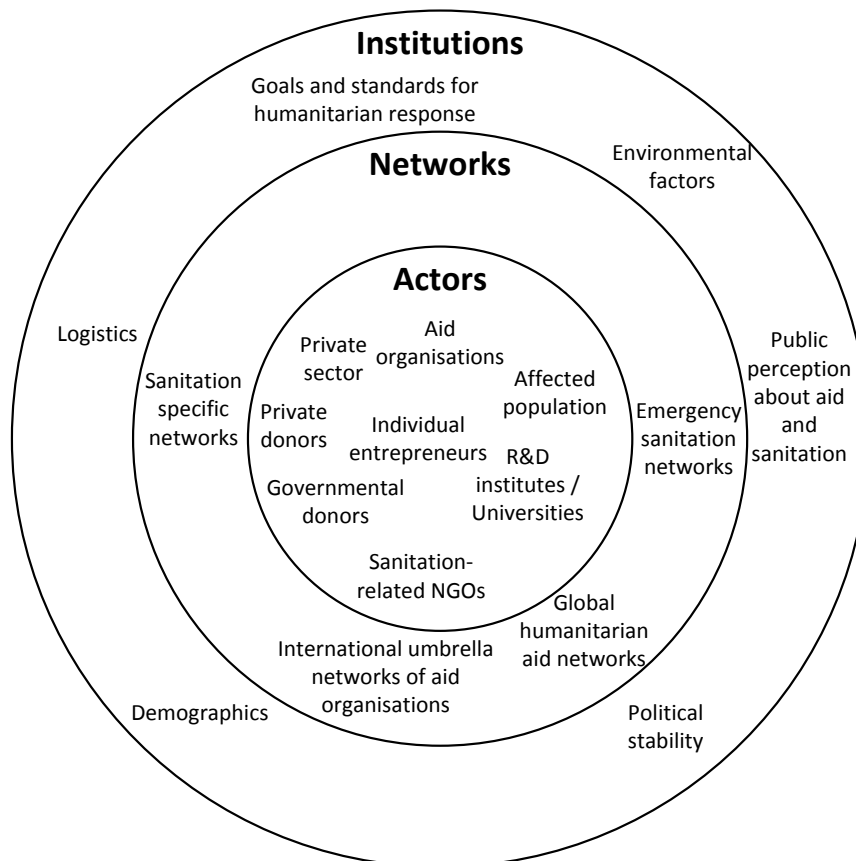 Institutions
Goals and standards for
humanitarian response
Environmental
factors
Networks
Actors
Logistics
Public
perception
about aid
and
sanitation
Sanitation
specific
networks
Emergency
sanitation
networks
Private
sector
Aid
organisations
Affected
population
Private
donors
Individual
entrepreneurs
R&D
institutes /
Universities
Governmental
donors
Sanitation-
related NGOs
Global
humanitarian
aid networks
International umbrella
networks of aid
organisations
Demographics
Political
stability